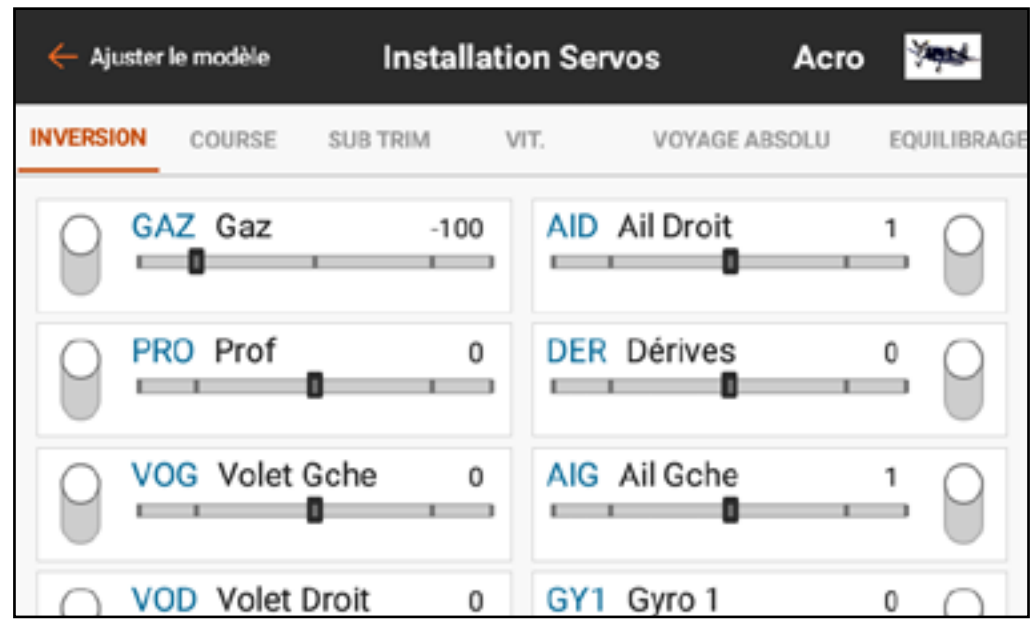 Ajuster le modèle Installation Servos Acro
INVERSION COURSE SUB TRIM VIT. VOYAGE ABSOLU EQUILIBRAGE
GAZ Gaz -100 AID Ail Droit 1
PRO Prof 0 DER Dérives 0
VOG Volet Gche 0 AIG Ail Gche 1
VOD Volet Droit 0 GY1 Gyro 1 0